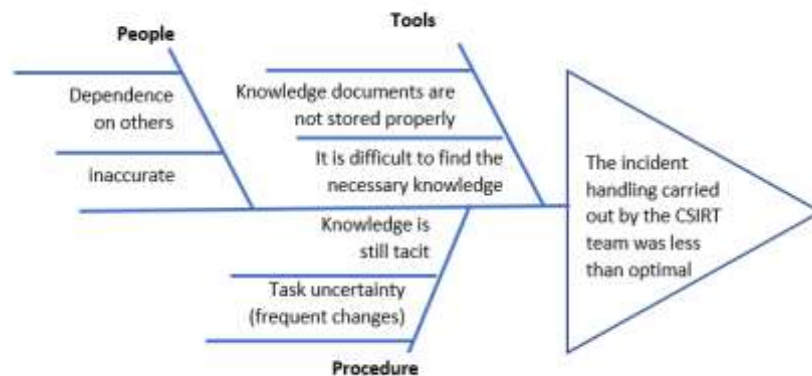 People
Tools
Dependence
on others
inaccurate
Knowledge documents are
not stored properly
It is difficult to find the
necessary knowledge
Knowledge is
still tacit
Task uncertainty
(frequent changes)
Procedure
The incident
handling carried
out by the CSIRT
team was less
than optimal